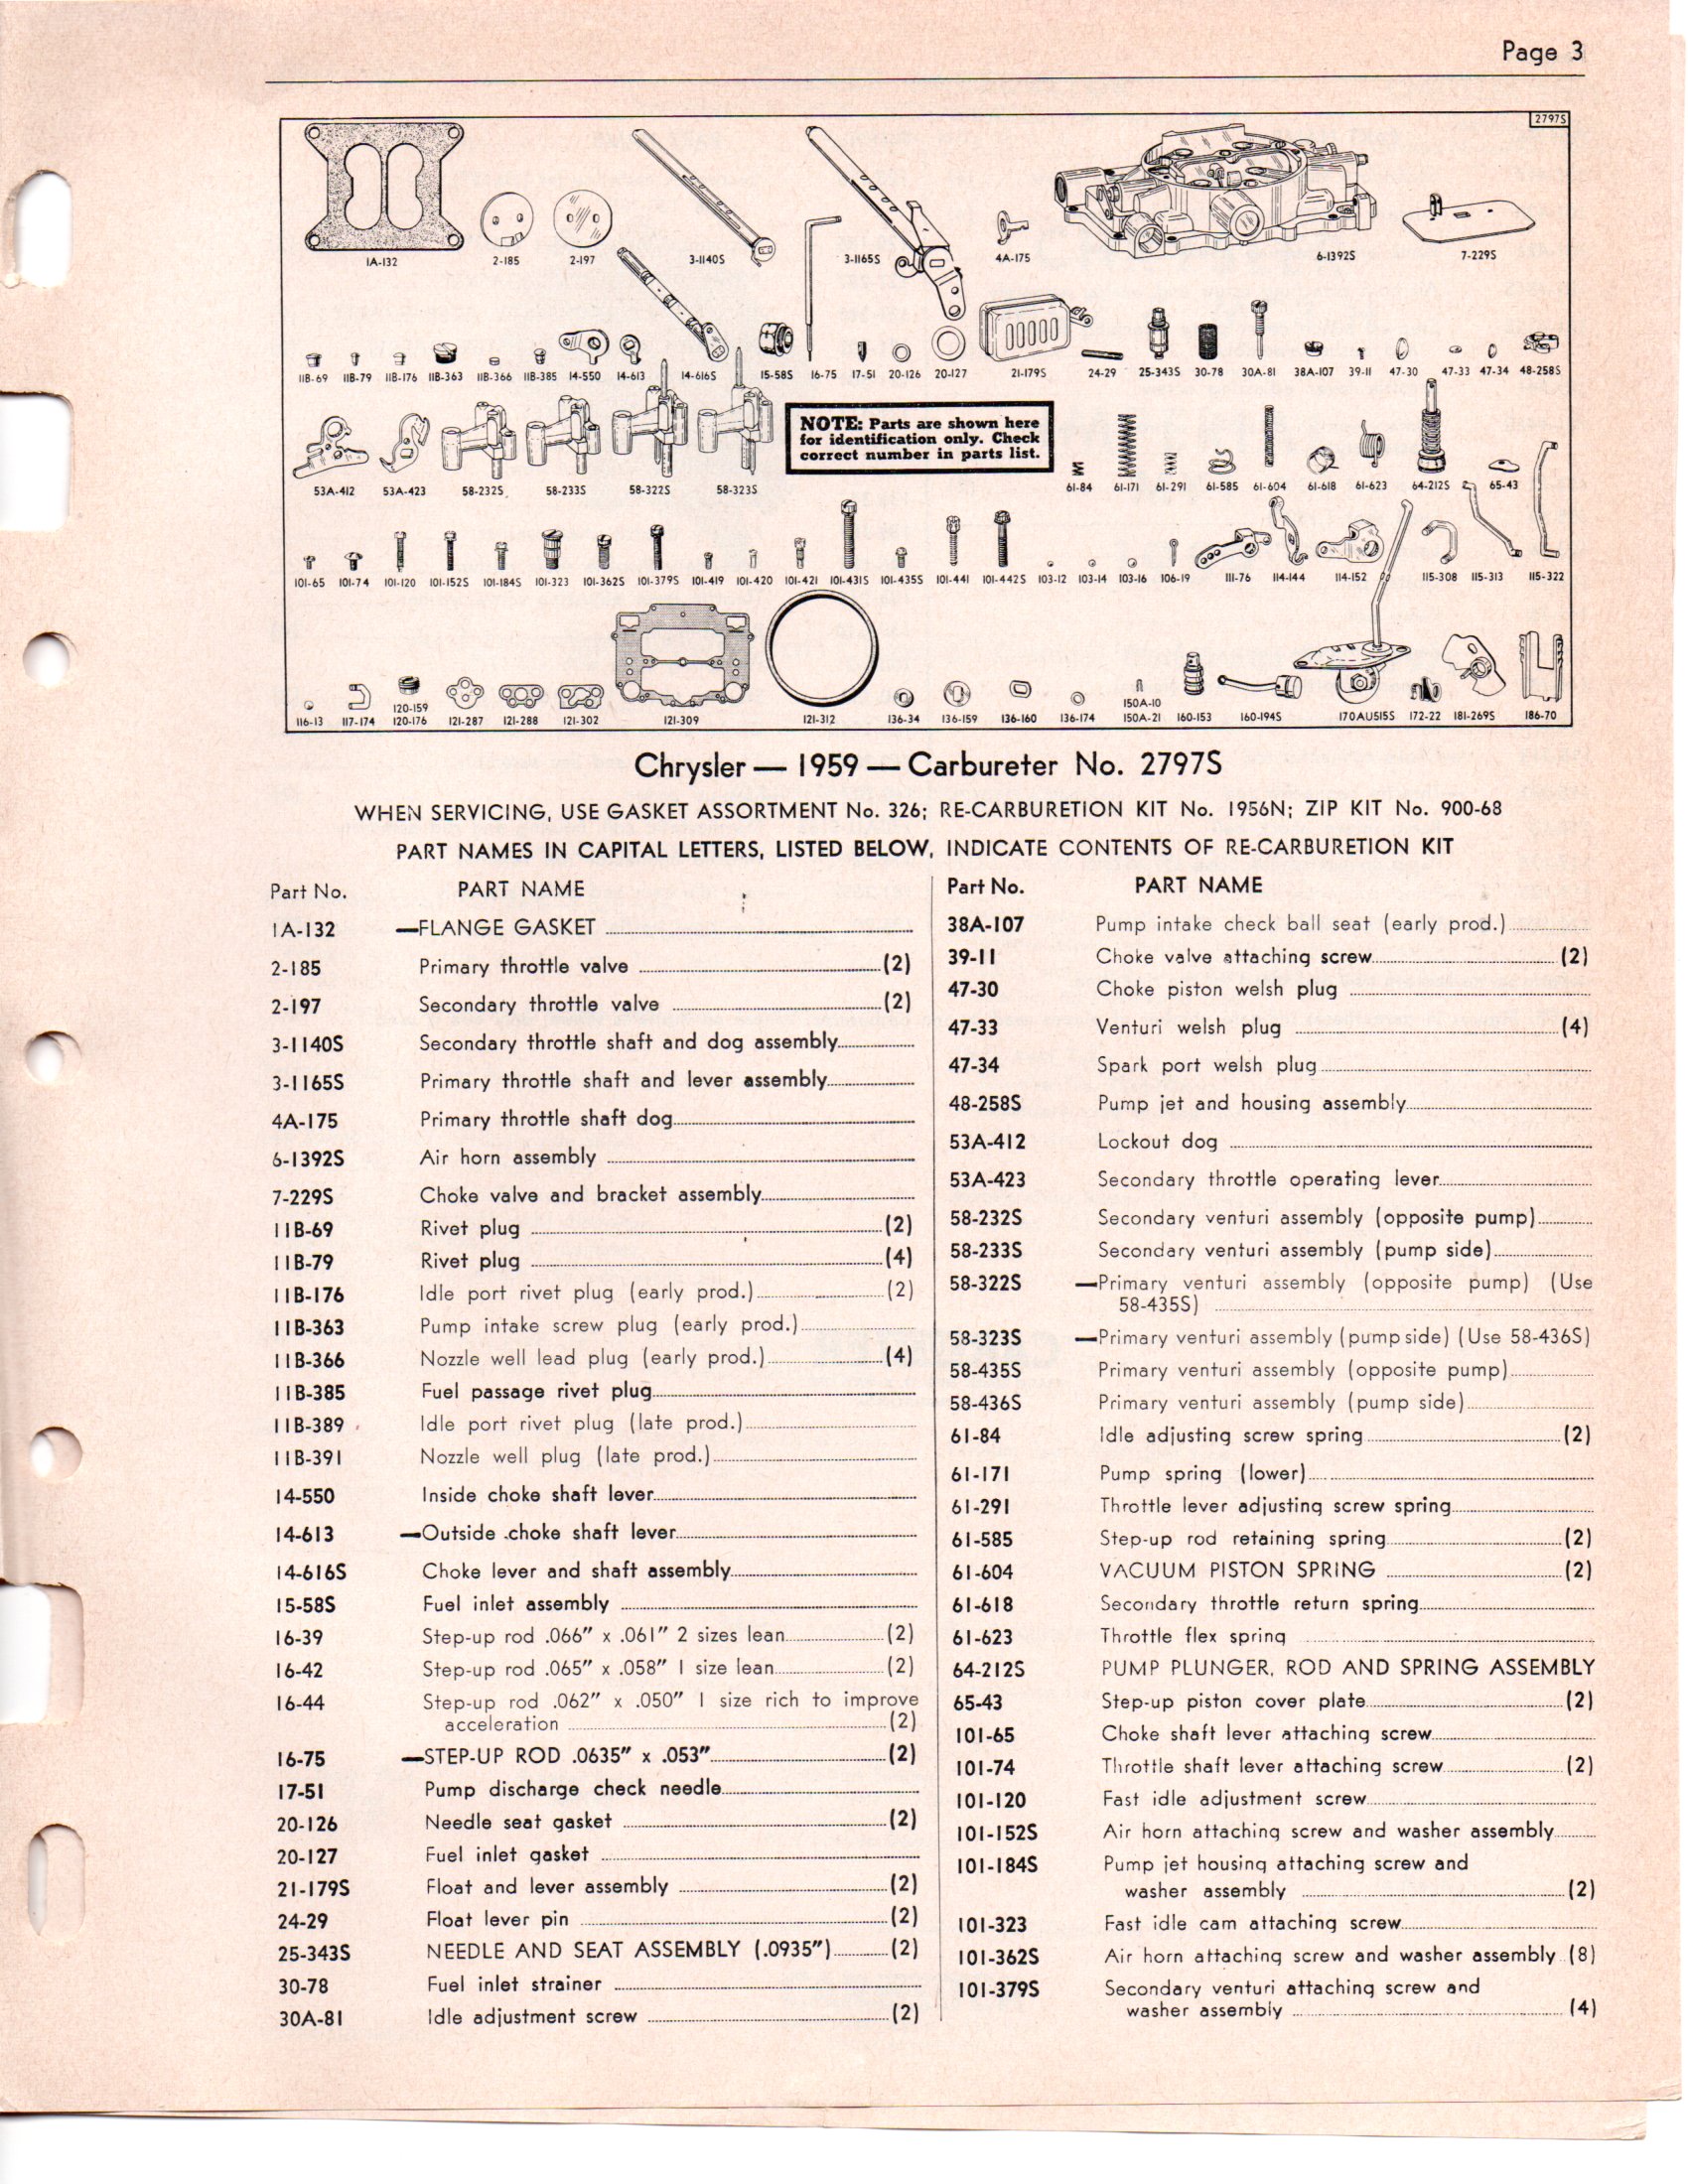 Page 3
2797S
1A-132 2-185 2-197 3-1140S 3-1165S 4A-175 6-1392S 7-229S
11B-69 11B-79 11B-176 11B-363 11B-366 11B-385 14-550 14-613 14-616S 15-58S 16-75 17-51 20-126 20-127 21-179S 24-29 25-343S 30-78 30A-81 38A-107 39-11 47-30 47-33 47-34 48-258S
NOTE: Parts are shown here
for identification only. Check
correct number in parts list.
53A-412 53A-423 58-232S 58-233S 58-322S 58-323S 61-84 61-171 61-291 61-585 61-604 61-618 61-623 64-212S 65-43
101-65 101-74 101-120 101-152S 101-184S 101-323 101-362S 101-379S 101-419 101-420 101-421 101-431S 101-435S 101-441 101-442S 103-12 103-14 103-16 106-19 111-76 114-144 114-152 115-308 115-313 115-322
120-159 150A-10
116-13 117-174 120-176 121-287 121-288 121-302 121-309 121-312 136-34 136-159 136-160 136-174 150A-21 160-153 160-194S 170AU515S 172-22 181-269S 186-70
Chrysler — 1959 — Carbureter No. 2797S
WHEN SERVICING, USE GASKET ASSORTMENT No. 326; RE-CARBURETION KIT No. 1956N; ZIP KIT No. 900-68
PART NAMES IN CAPITAL LETTERS, LISTED BELOW, INDICATE CONTENTS OF RE-CARBURETION KIT
Part No. PART NAME
1A-132 —FLANGE GASKET
2-185 Primary throttle valve (2)
2-197 Secondary throttle valve (2)
3-1140S Secondary throttle shaft and dog assembly
3-1165S Primary throttle shaft and lever assembly
4A-175 Primary throttle shaft dog
6-1392S Air horn assembly
7-229S Choke valve and bracket assembly
11B-69 Rivet plug (2)
11B-79 Rivet plug (4)
11B-176 Idle port rivet plug (early prod.) (2)
11B-363 Pump intake screw plug (early prod.)
11B-366 Nozzle well lead plug (early prod.) (4)
11B-385 Fuel passage rivet plug
11B-389 Idle port rivet plug (late prod.)
11B-391 Nozzle well plug (late prod.)
14-550 Inside choke shaft lever
14-613 —Outside choke shaft lever
14-616S Choke lever and shaft assembly
15-58S Fuel inlet assembly
16-39 Step-up rod .066" x .061" 2 sizes lean (2)
16-42 Step-up rod .065" x .058" 1 size lean (2)
16-44 Step-up rod .062" x .050" 1 size rich to improve
acceleration (2)
16-75 —STEP-UP ROD .0635" x .053" (2)
17-51 Pump discharge check needle
20-126 Needle seat gasket (2)
20-127 Fuel inlet gasket
21-179S Float and lever assembly (2)
24-29 Float lever pin (2)
25-343S NEEDLE AND SEAT ASSEMBLY (.0935") (2)
30-78 Fuel inlet strainer
30A-81 Idle adjustment screw (2)
Part No. PART NAME
38A-107 Pump intake check ball seat (early prod.)
39-11 Choke valve attaching screw (2)
47-30 Choke piston welsh plug
47-33 Venturi welsh plug (4)
47-34 Spark port welsh plug
48-258S Pump jet and housing assembly
53A-412 Lockout dog
53A-423 Secondary throttle operating lever
58-232S Secondary venturi assembly (opposite pump)
58-233S Secondary venturi assembly (pump side)
58-322S —Primary venturi assembly (opposite pump) (Use
58-435S)
58-323S —Primary venturi assembly (pump side) (Use 58-436S)
58-435S Primary venturi assembly (opposite pump)
58-436S Primary venturi assembly (pump side)
61-84 Idle adjusting screw spring (2)
61-171 Pump spring (lower)
61-291 Throttle lever adjusting screw spring
61-585 Step-up rod retaining spring (2)
61-604 VACUUM PISTON SPRING (2)
61-618 Secondary throttle return spring
61-623 Throttle flex spring
64-212S PUMP PLUNGER, ROD AND SPRING ASSEMBLY
65-43 Step-up piston cover plate (2)
101-65 Choke shaft lever attaching screw
101-74 Throttle shaft lever attaching screw (2)
101-120 Fast idle adjustment screw
101-152S Air horn attaching screw and washer assembly
101-184S Pump jet housing attaching screw and
washer assembly (2)
101-323 Fast idle cam attaching screw
101-362S Air horn attaching screw and washer assembly (8)
101-379S Secondary venturi attaching screw and
washer assembly (4)